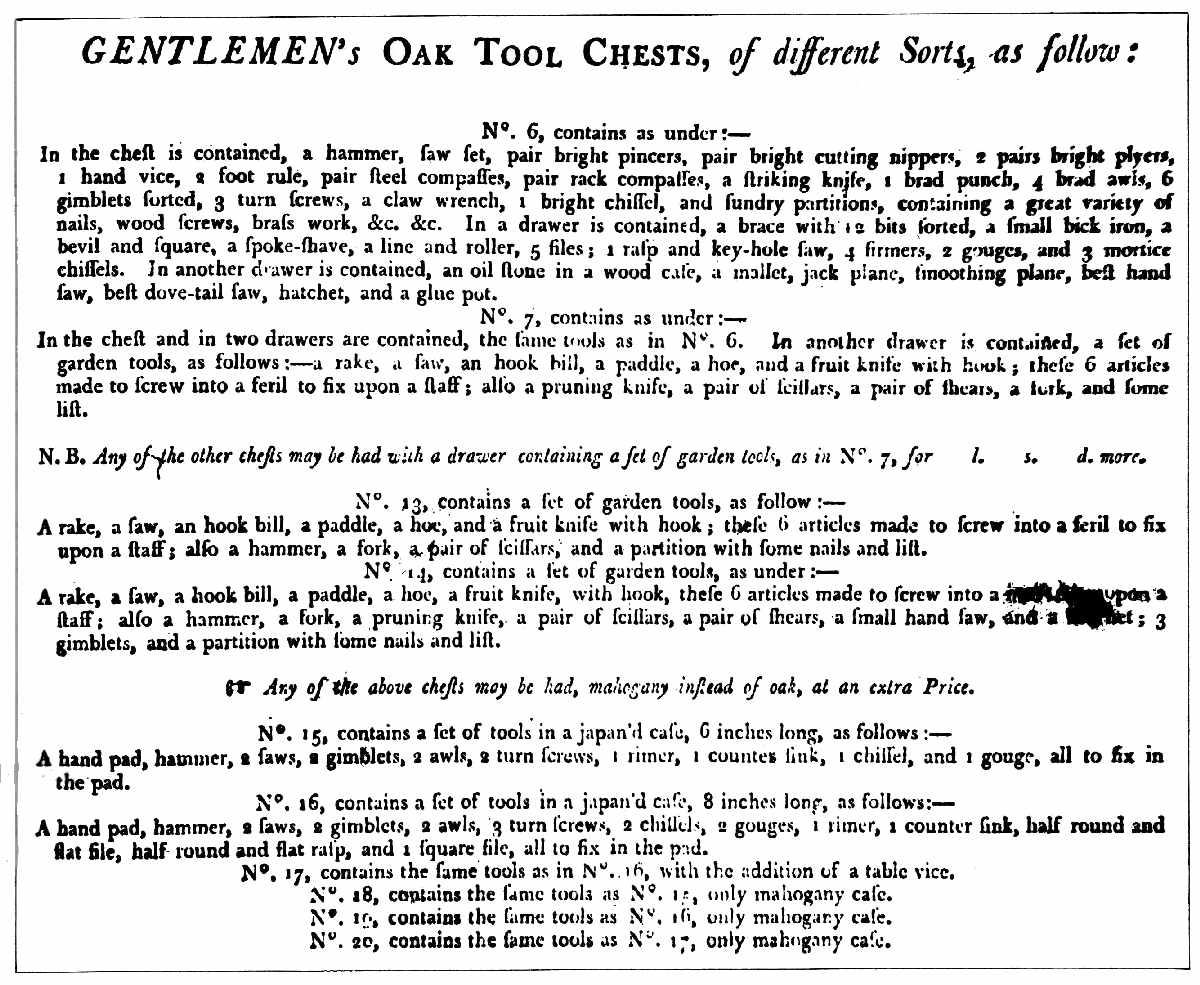 GENTLEMEN's OAK TOOL CHESTS, of different Sorts, as follow:
Nº. 6, contains as under:—
In the cheſt is contained, a hammer, ſaw ſet, pair bright pincers, pair bright cutting nippers, 2 pairs bright plyers,
1 hand vice, 2 foot rule, pair ſteel compaſſes, pair rack compaſſes, a ſtriking knife, 1 brad punch, 4 brad awls, 6
gimblets ſorted, 3 turn ſcrews, a claw wrench, 1 bright chiſſel, and ſundry partitions, containing a great variety of
nails, wood ſcrews, braſs work, &c. &c. In a drawer is contained, a brace with 12 bits ſorted, a ſmall bick iron, a
bevil and ſquare, a ſpoke-ſhave, a line and roller, 5 files; 1 raſp and key-hole ſaw, 4 firmers, 2 gouges, and 3 mortice
chiſſels. In another drawer is contained, an oil ſtone in a wood caſe, a mallet, jack plane, ſmoothing plane, beſt hand
ſaw, beſt dove-tail ſaw, hatchet, and a glue pot.
Nº. 7, contains as under:—
In the cheſt and in two drawers are contained, the ſame tools as in Nº. 6. In another drawer is contained, a ſet of
garden tools, as follows:—a rake, a ſaw, an hook bill, a paddle, a hoe, and a fruit knife with hook; theſe 6 articles
made to ſcrew into a feril to fix upon a ſtaff; alſo a pruning knife, a pair of ſciſſars, a pair of ſhears, a fork, and ſome
liſt.
N. B. Any of the other cheſts may be had with a drawer containing a ſet of garden tools, as in Nº. 7, for l. s. d. more.
Nº. 13, contains a ſet of garden tools, as follow:—
A rake, a ſaw, an hook bill, a paddle, a hoe, and a fruit knife with hook; theſe 6 articles made to ſcrew into a feril to fix
upon a ſtaff; alſo a hammer, a fork, a pair of ſciſſars, and a partition with ſome nails and liſt.
Nº. 14, contains a ſet of garden tools, as under:—
A rake, a ſaw, a hook bill, a paddle, a hoe, a fruit knife, with hook, theſe 6 articles made to ſcrew into a upon a
ſtaff; alſo a hammer, a fork, a pruning knife, a pair of ſciſſars, a pair of ſhears, a ſmall hand ſaw, and a ; 3
gimblets, and a partition with ſome nails and liſt.
☞ Any of the above cheſts may be had, mahogany inſtead of oak, at an extra Price.
Nº. 15, contains a ſet of tools in a japan'd caſe, 6 inches long, as follows:—
A hand pad, hammer, 2 ſaws, 2 gimblets, 2 awls, 2 turn ſcrews, 1 rimer, 1 counter ſink, 1 chiſſel, and 1 gouge, all to fix in
the pad.
Nº. 16, contains a ſet of tools in a japan'd caſe, 8 inches long, as follows:—
A hand pad, hammer, 2 ſaws, 2 gimblets, 2 awls, 3 turn ſcrews, 2 chiſſels, 2 gouges, 1 rimer, 1 counter ſink, half round and
flat file, half round and flat raſp, and 1 ſquare file, all to fix in the pad.
Nº. 17, contains the ſame tools as in Nº. 16, with the addition of a table vice.
Nº. 18, contains the ſame tools as Nº. 15, only mahogany caſe.
Nº. 19, contains the ſame tools as Nº. 16, only mahogany caſe.
Nº. 20, contains the ſame tools as Nº. 17, only mahogany caſe.